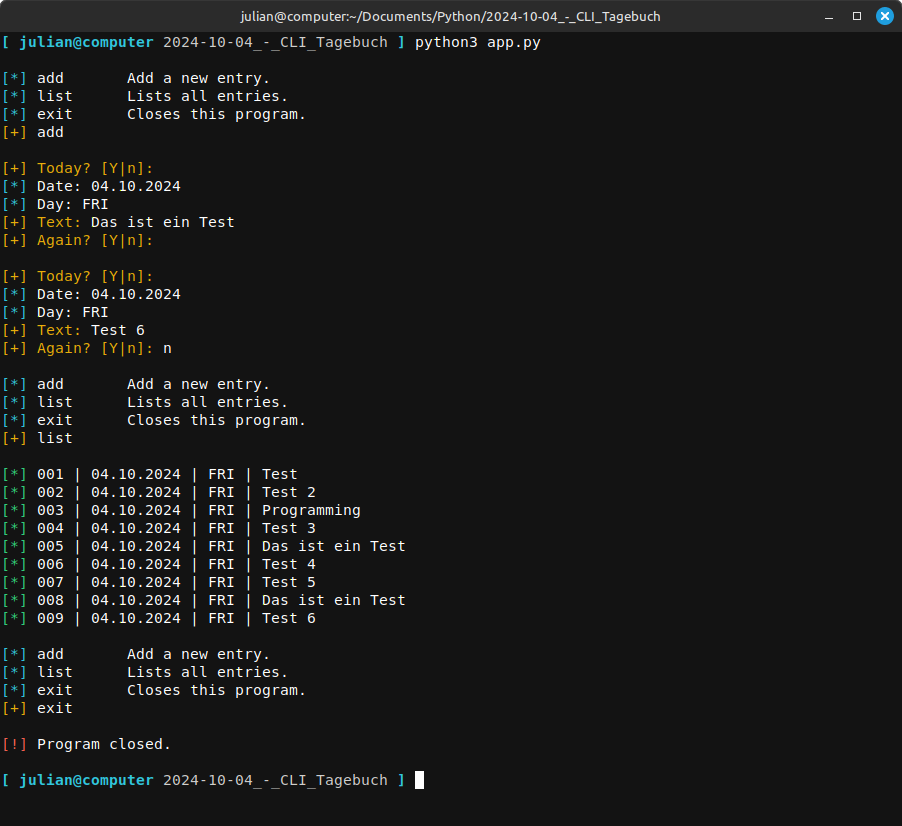 julian@computer:~/Documents/Python/2024-10-04_-_CLI_Tagebuch
[ julian@computer 2024-10-04_-_CLI_Tagebuch ] python3 app.py
[*] add       Add a new entry.
[*] list      Lists all entries.
[*] exit      Closes this program.
[+] add
[+] Today? [Y|n]:
[*] Date: 04.10.2024
[*] Day: FRI
[+] Text: Das ist ein Test
[+] Again? [Y|n]:
[+] Today? [Y|n]:
[*] Date: 04.10.2024
[*] Day: FRI
[+] Text: Test 6
[+] Again? [Y|n]: n
[*] add       Add a new entry.
[*] list      Lists all entries.
[*] exit      Closes this program.
[+] list
[*] 001 | 04.10.2024 | FRI | Test
[*] 002 | 04.10.2024 | FRI | Test 2
[*] 003 | 04.10.2024 | FRI | Programming
[*] 004 | 04.10.2024 | FRI | Test 3
[*] 005 | 04.10.2024 | FRI | Das ist ein Test
[*] 006 | 04.10.2024 | FRI | Test 4
[*] 007 | 04.10.2024 | FRI | Test 5
[*] 008 | 04.10.2024 | FRI | Das ist ein Test
[*] 009 | 04.10.2024 | FRI | Test 6
[*] add       Add a new entry.
[*] list      Lists all entries.
[*] exit      Closes this program.
[+] exit
[!] Program closed.
[ julian@computer 2024-10-04_-_CLI_Tagebuch ]